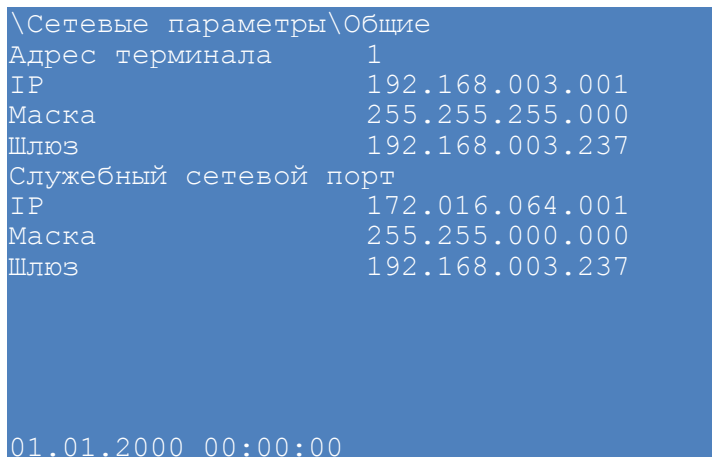 \Сетевые параметры\Общие
Адрес терминала 1
IP 192.168.003.001
Маска 255.255.255.000
Шлюз 192.168.003.237
Служебный сетевой порт
IP 172.016.064.001
Маска 255.255.000.000
Шлюз 192.168.003.237
01.01.2000 00:00:00